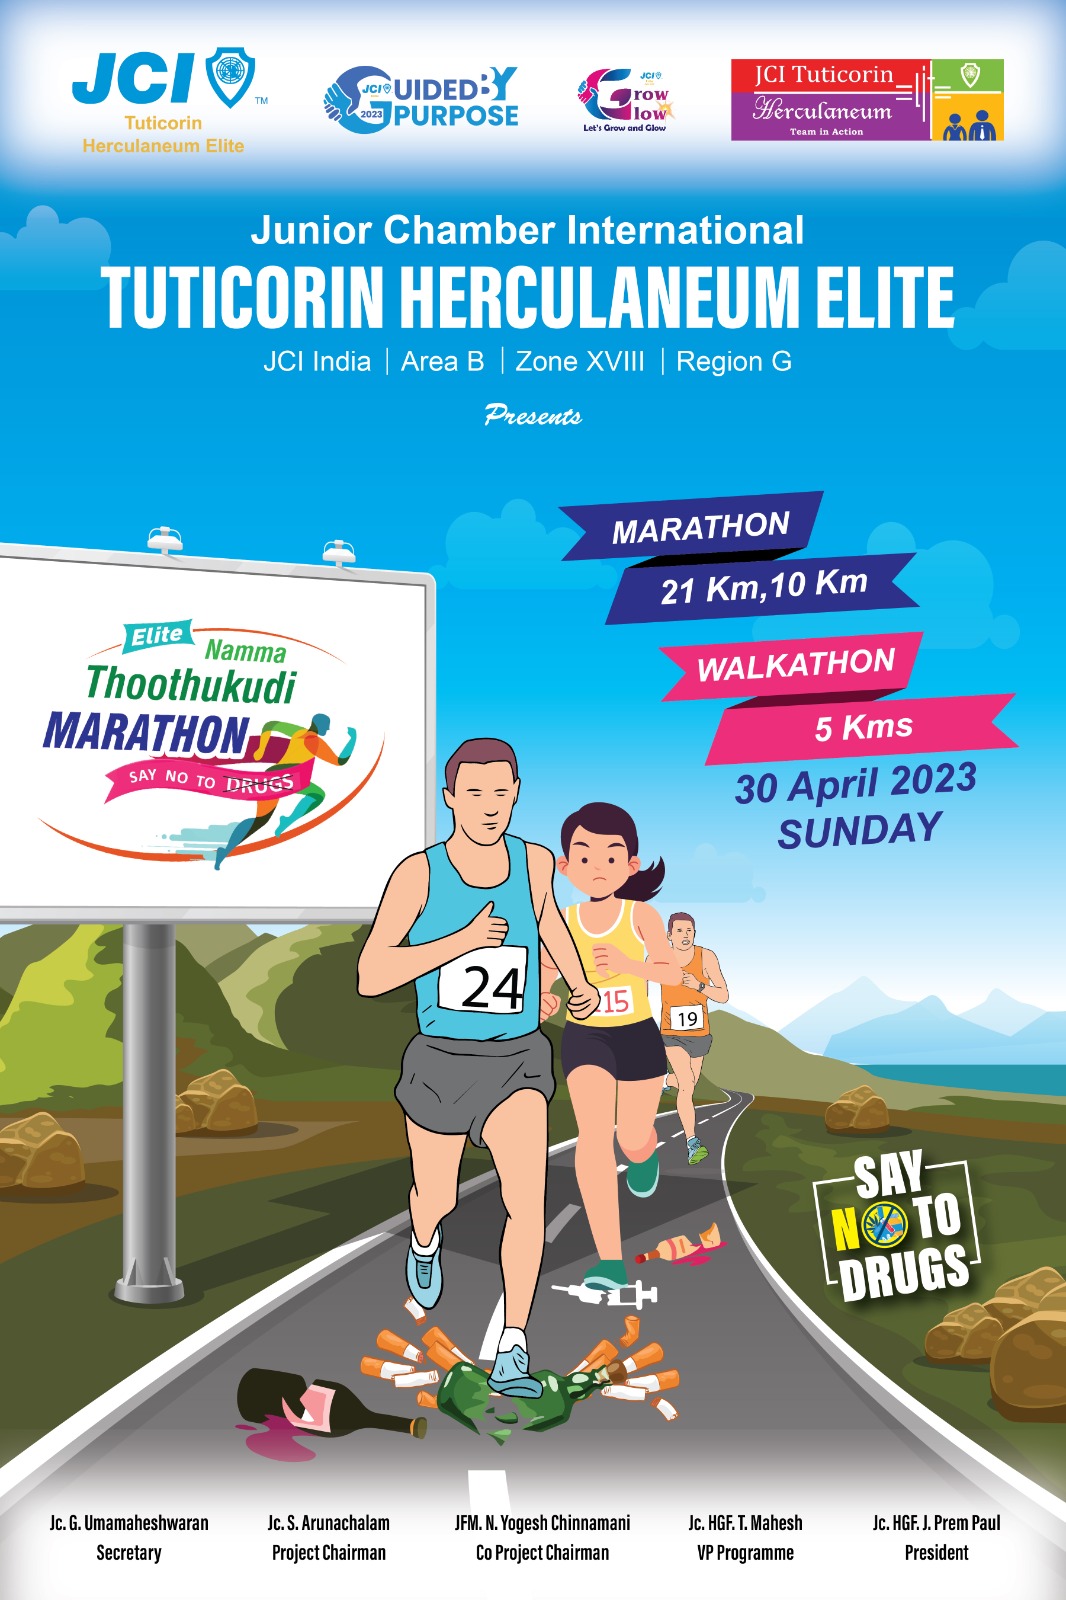 JCI
TM
Tuticorin
Herculaneum Elite
JCI
2023
GUIDED BY
PURPOSE
JCI
Grow
Glow
Let's Grow and Glow
JCI Tuticorin
Herculaneum
Team in Action
Junior Chamber International
TUTICORIN HERCULANEUM ELITE
JCI India | Area B | Zone XVIII | Region G
Presents
MARATHON
21 Km,10 Km
WALKATHON
5 Kms
30 April 2023
SUNDAY
Elite
Namma
Thoothukudi
MARATHON
SAY NO TO DRUGS
24
15
19
SAY
NO TO
DRUGS
Jc. G. Umamaheshwaran
Secretary
Jc. S. Arunachalam
Project Chairman
JFM. N. Yogesh Chinnamani
Co Project Chairman
Jc. HGF. T. Mahesh
VP Programme
Jc. HGF. J. Prem Paul
President